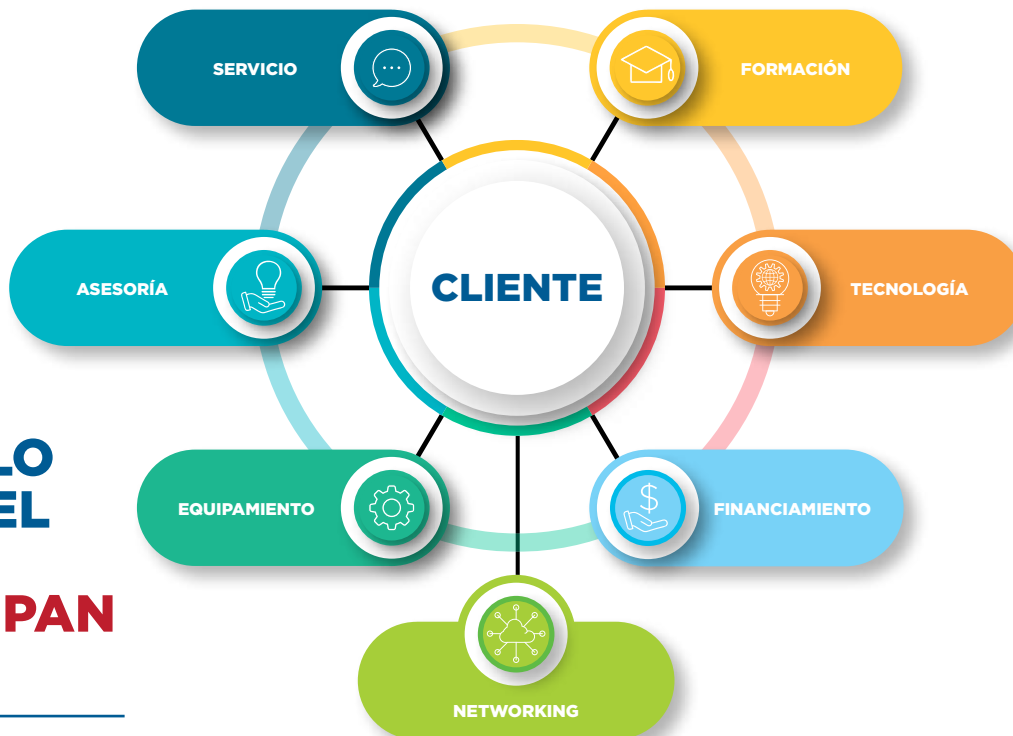 SERVICIO
FORMACIÓN
CLIENTE
ASESORÍA
TECNOLOGÍA
LO
EL
PAN
EQUIPAMIENTO
FINANCIAMIENTO
NETWORKING